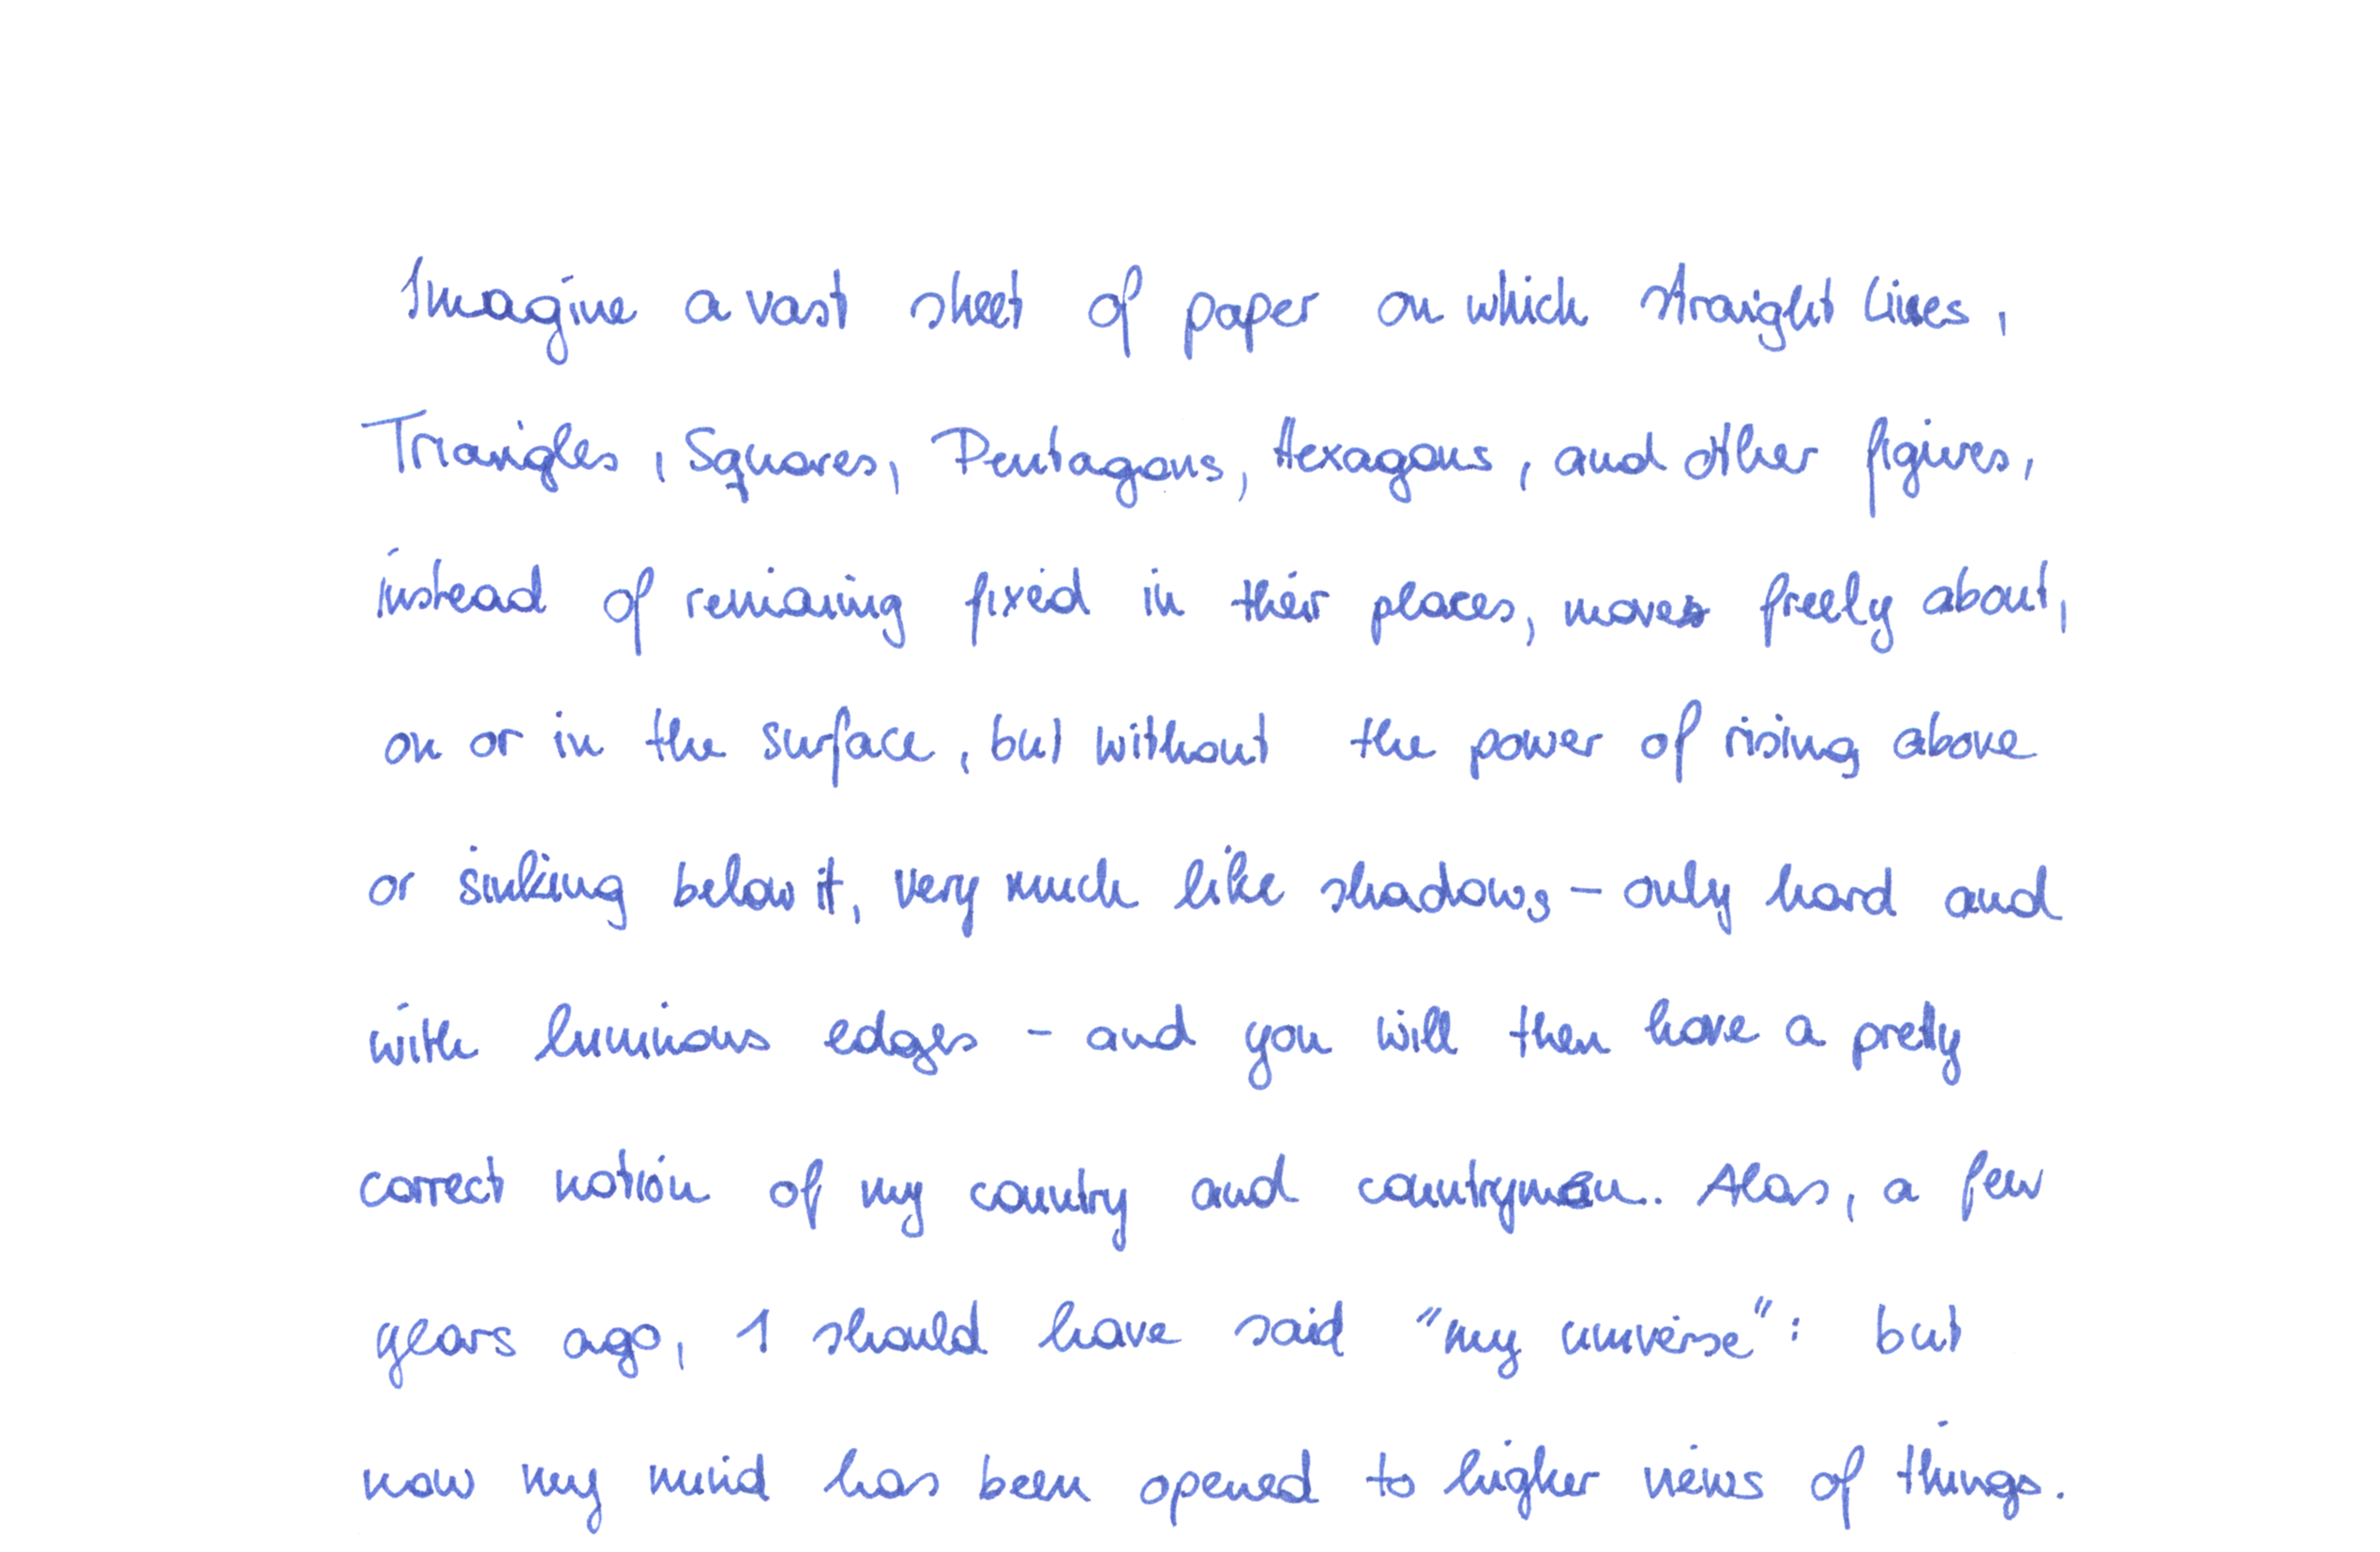 Imagine a vast sheet of paper on which straight Lines,
Triangles, Squares, Pentagons, Hexagons, and other figures,
instead of remianing fixed in their places, moves freely about,
on or in the surface, but without the power of rising above
or sinking below it, very much like shadows – only hard and
with luminous edges – and you will then have a pretty
correct notion of my country and countrymen. Alas, a few
years ago, I should have said "my universe": but
now my mind has been opened to higher views of things.